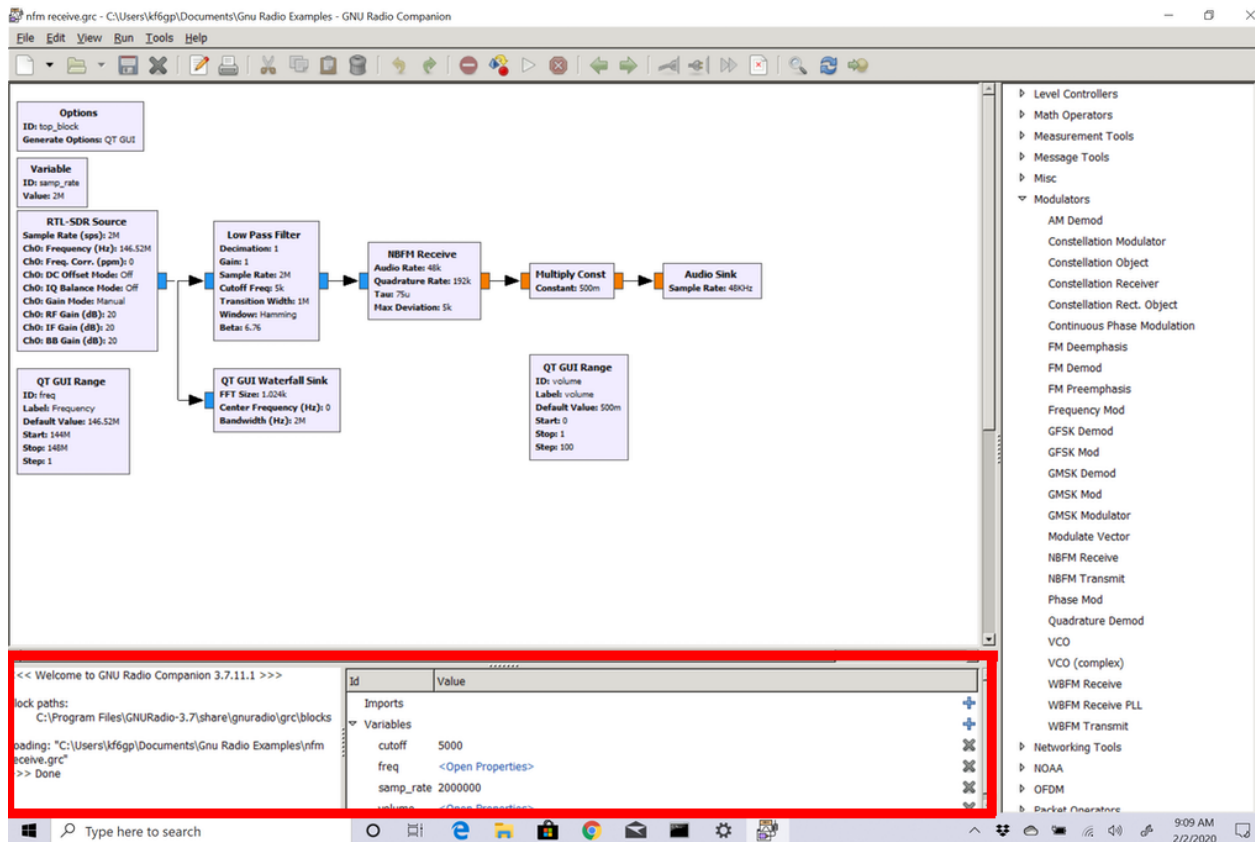 nfm receive.grc - C:\Users\kf6gp\Documents\Gnu Radio Examples - GNU Radio Companion
File Edit View Run Tools Help
Options
ID: top_block
Generate Options: QT GUI
Variable
ID: samp_rate
Value: 2M
RTL-SDR Source
Sample Rate (sps): 2M
Ch0: Frequency (Hz): 146.52M
Ch0: Freq. Corr. (ppm): 0
Ch0: DC Offset Mode: Off
Ch0: IQ Balance Mode: Off
Ch0: Gain Mode: Manual
Ch0: RF Gain (dB): 20
Ch0: IF Gain (dB): 20
Ch0: BB Gain (dB): 20
Low Pass Filter
Decimation: 1
Gain: 1
Sample Rate: 2M
Cutoff Freq: 5k
Transition Width: 1M
Window: Hamming
Beta: 6.76
NBFM Receive
Audio Rate: 48k
Quadrature Rate: 192k
Tau: 75u
Max Deviation: 5k
Multiply Const
Constant: 500m
Audio Sink
Sample Rate: 48KHz
QT GUI Range
ID: freq
Label: Frequency
Default Value: 146.52M
Start: 144M
Stop: 148M
Step: 1
QT GUI Waterfall Sink
FFT Size: 1.024k
Center Frequency (Hz): 0
Bandwidth (Hz): 2M
QT GUI Range
ID: volume
Label: volume
Default Value: 500m
Start: 0
Stop: 1
Step: 100
Level Controllers
Math Operators
Measurement Tools
Message Tools
Misc
Modulators
AM Demod
Constellation Modulator
Constellation Object
Constellation Receiver
Constellation Rect. Object
Continuous Phase Modulation
FM Deemphasis
FM Demod
FM Preemphasis
Frequency Mod
GFSK Demod
GFSK Mod
GMSK Demod
GMSK Mod
GMSK Modulator
Modulate Vector
NBFM Receive
NBFM Transmit
Phase Mod
Quadrature Demod
VCO
VCO (complex)
WBFM Receive
WBFM Receive PLL
WBFM Transmit
Networking Tools
NOAA
OFDM
Packet Operators
<< Welcome to GNU Radio Companion 3.7.11.1 >>>
lock paths:
C:\Program Files\GNURadio-3.7\share\gnuradio\grc\blocks
oading: "C:\Users\kf6gp\Documents\Gnu Radio Examples\nfm
eceive.grc"
>> Done
Id Value
Imports
Variables
cutoff 5000
freq <Open Properties>
samp_rate 2000000
volume <Open Properties>
Type here to search
9:09 AM
2/2/2020